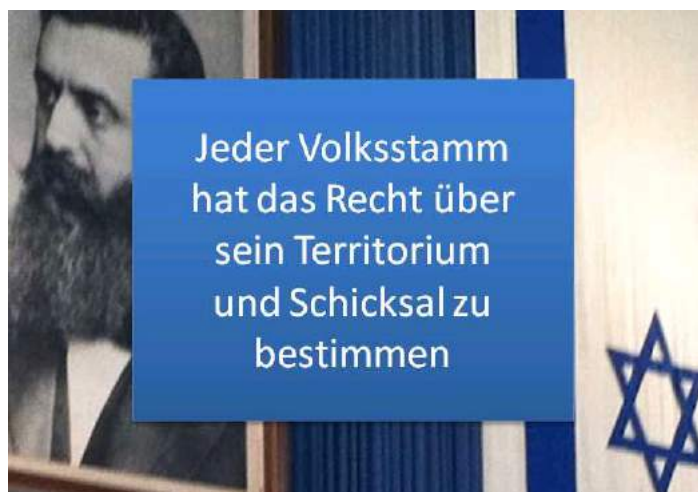 Jeder Volksstamm
hat das Recht über
sein Territorium
und Schicksal zu
bestimmen